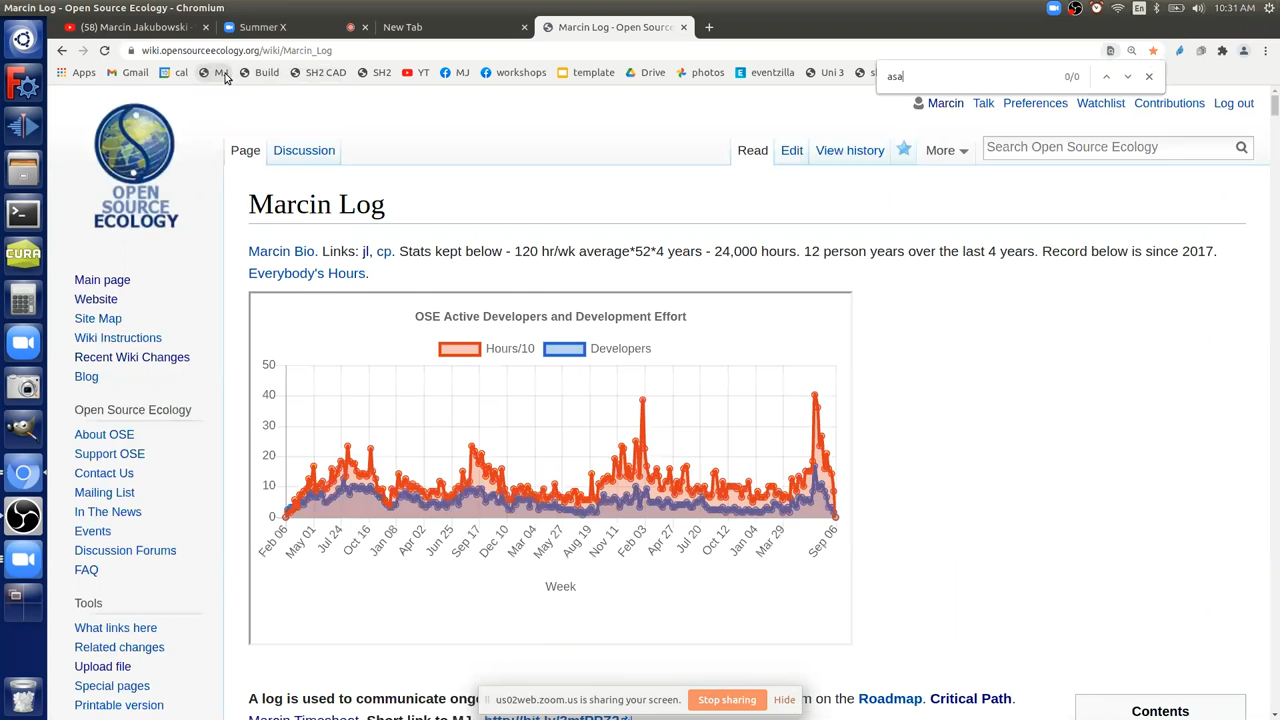 Marcin Log - Open Source Ecology - Chromium
En
10:31 AM
(58) Marcin Jakubowski
Summer X
New Tab
Marcin Log - Open Source
wiki.opensourceecology.org/wiki/Marcin_Log
Apps Gmail cal Build SH2 CAD SH2 YT MJ workshops template Drive photos eventzilla Uni 3
asa 0/0
Marcin Talk Preferences Watchlist Contributions Log out
Page Discussion Read Edit View history More Search Open Source Ecology
OPEN
SOURCE
ECOLOGY
CURA
Marcin Log
Marcin Bio. Links: jl, cp. Stats kept below - 120 hr/wk average*52*4 years - 24,000 hours. 12 person years over the last 4 years. Record below is since 2017.
Everybody's Hours.
Main page
Website
Site Map
Wiki Instructions
Recent Wiki Changes
Blog
Open Source Ecology
About OSE
Support OSE
Contact Us
Mailing List
In The News
Events
Discussion Forums
FAQ
Tools
What links here
Related changes
Upload file
Special pages
Printable version
OSE Active Developers and Development Effort
Hours/10 Developers
50
40
30
20
10
0
Feb 06 May 01 Jul 24 Oct 16 Jan 08 Apr 02 Jun 25 Sep 17 Dec 10 Mar 04 May 27 Aug 19 Nov 11 Feb 03 Apr 27 Jul 20 Oct 12 Jan 04 Mar 29 Sep 06
Week
us02web.zoom.us is sharing your screen. Stop sharing Hide
A log is used to communicate
m on the Roadmap. Critical Path.
Marcin Timesheet. Short link to MJ
Contents